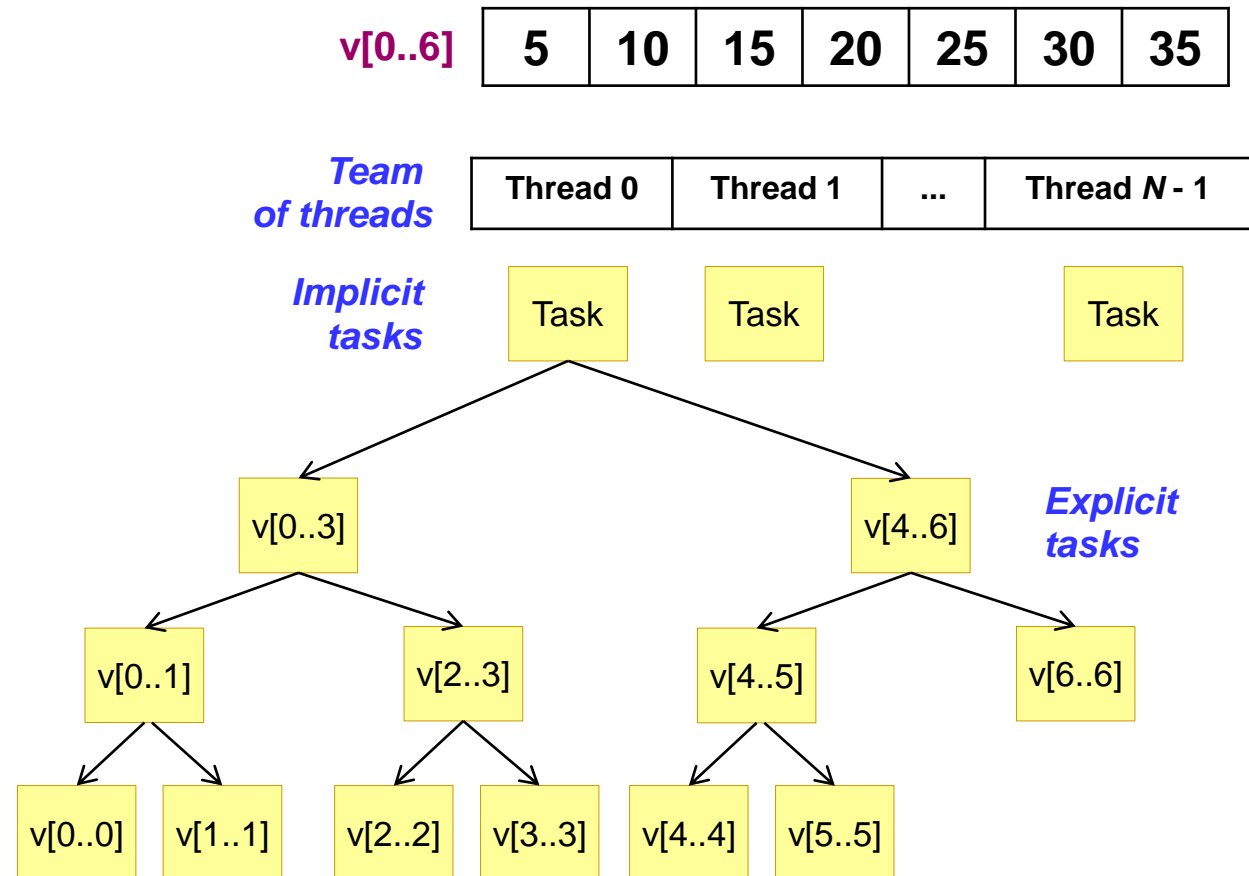 v[0..6] 5 10 15 20 25 30 35
Team
of threads
Thread 0 Thread 1 ... Thread N - 1
Implicit
tasks
Task Task Task
v[0..3] v[4..6]
Explicit
tasks
v[0..1] v[2..3] v[4..5] v[6..6]
v[0..0] v[1..1] v[2..2] v[3..3] v[4..4] v[5..5]